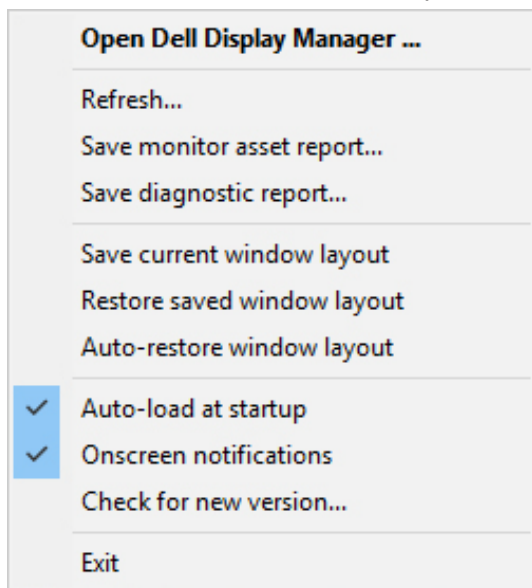 Open Dell Display Manager ...
Refresh...
Save monitor asset report...
Save diagnostic report...
Save current window layout
Restore saved window layout
Auto-restore window layout
Auto-load at startup
Onscreen notifications
Check for new version...
Exit